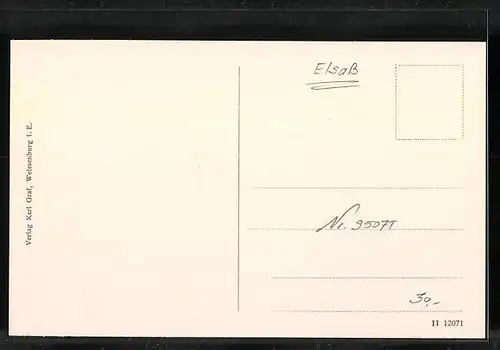 Verlag Karl Graf, Weissenburg i. E.
Elsaß
Nr. 95071
30,-
11 12071